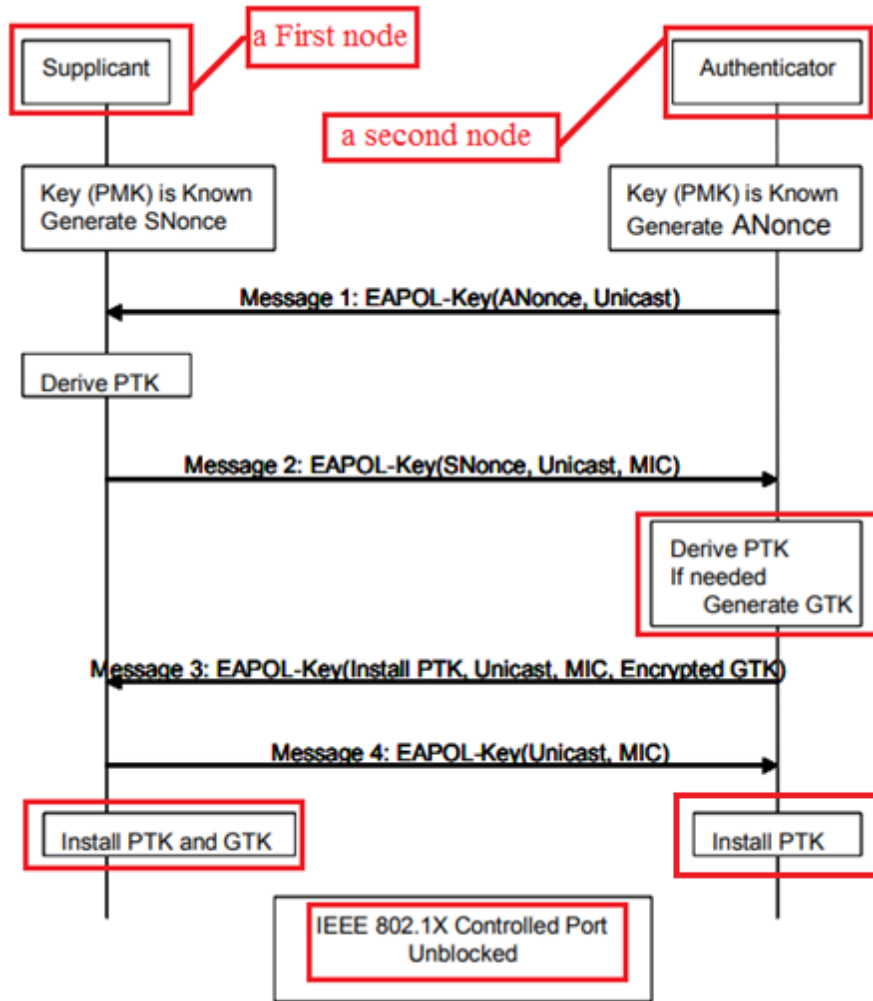 a First node
Supplicant
Authenticator
a second node
Key (PMK) is Known
Generate SNonce
Key (PMK) is Known
Generate ANonce
Message 1: EAPOL-Key(ANonce, Unicast)
Derive PTK
Message 2: EAPOL-Key(SNonce, Unicast, MIC)
Derive PTK
If needed
Generate GTK
Message 3: EAPOL-Key(Install PTK, Unicast, MIC, Encrypted GTK)
Message 4: EAPOL-Key(Unicast, MIC)
Install PTK and GTK
Install PTK
IEEE 802.1X Controlled Port
Unblocked